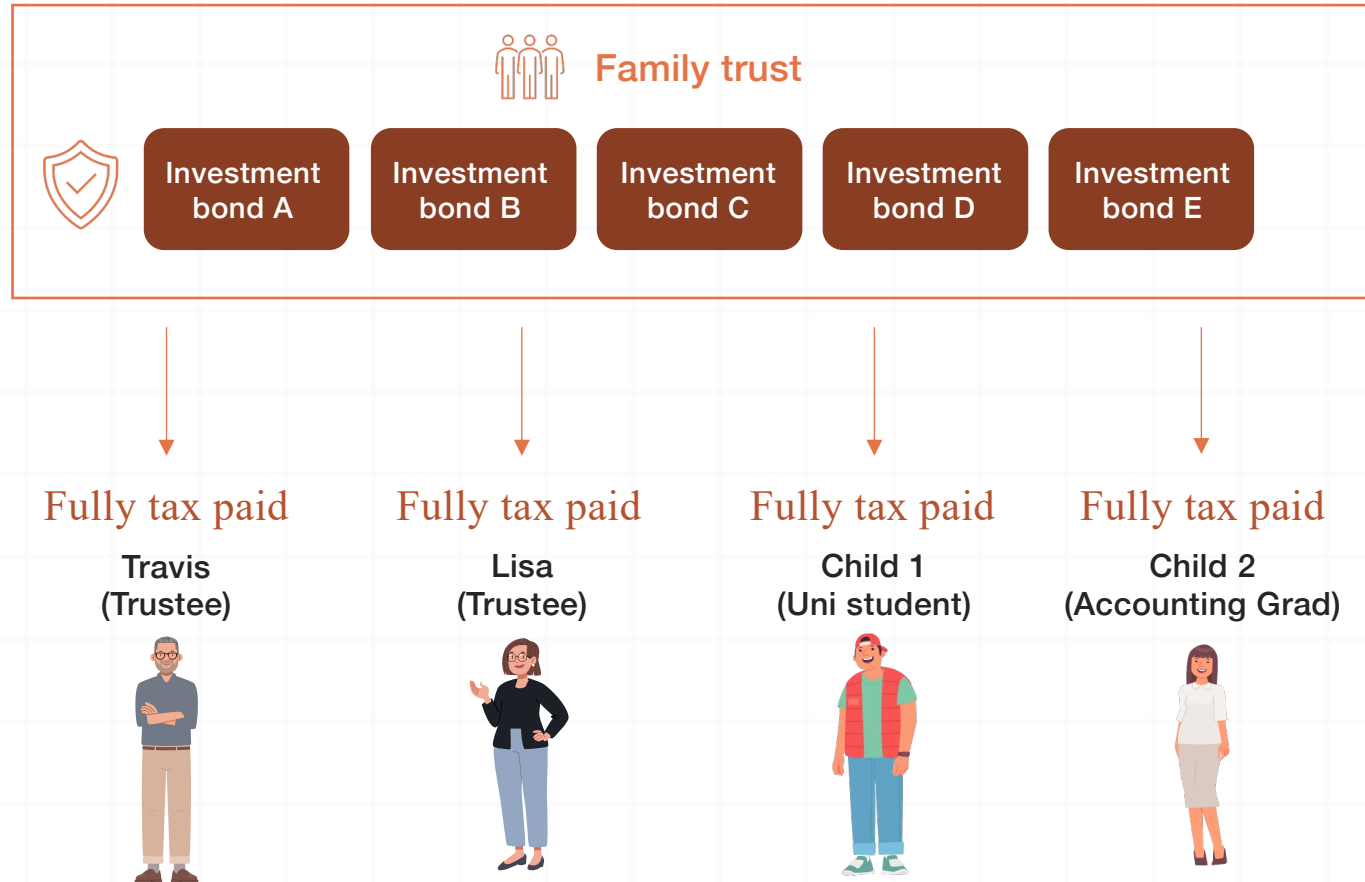 Family trust
Investment
bond A
Investment
bond B
Investment
bond C
Investment
bond D
Investment
bond E
Fully tax paid
Travis
(Trustee)
Fully tax paid
Lisa
(Trustee)
Fully tax paid
Child 1
(Uni student)
Fully tax paid
Child 2
(Accounting Grad)